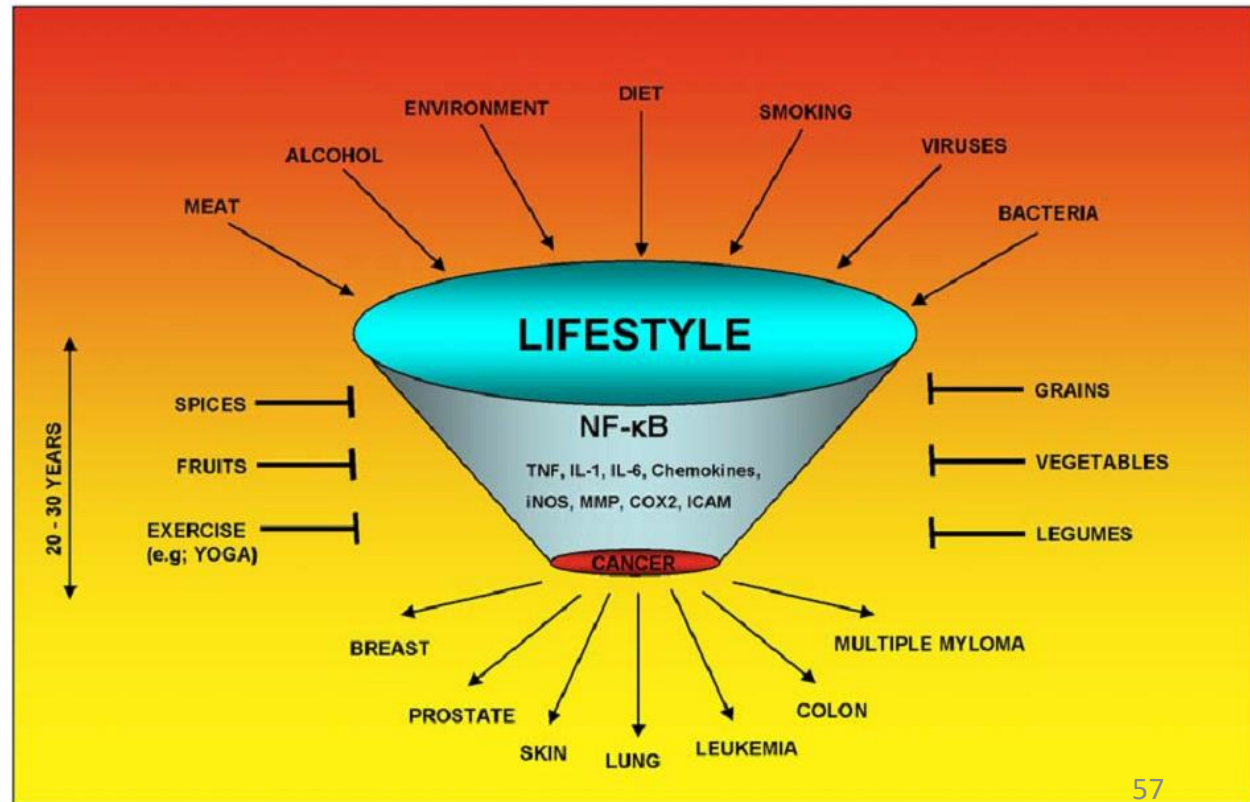 DIET
ENVIRONMENT
SMOKING
ALCOHOL
VIRUSES
MEAT
BACTERIA
LIFESTYLE
20 - 30 YEARS
SPICES
FRUITS
EXERCISE
(e.g; YOGA)
NF-κB
TNF, IL-1, IL-6, Chemokines,
iNOS, MMP, COX2, ICAM
CANCER
GRAINS
VEGETABLES
LEGUMES
BREAST
PROSTATE
SKIN
LUNG
LEUKEMIA
COLON
MULTIPLE MYLOMA
57